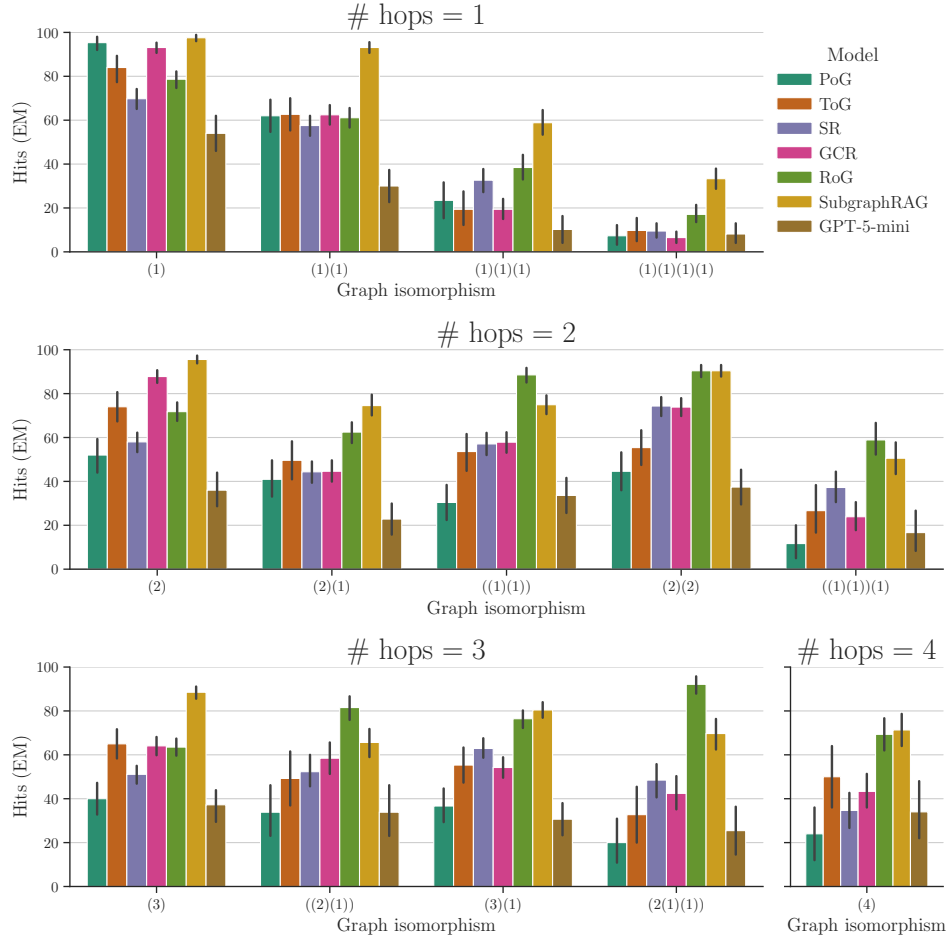 # hops = 1
Hits (EM)
100
80
60
40
20
0
(1)
(1)(1)
(1)(1)(1)
(1)(1)(1)(1)
Graph isomorphism
Model
PoG
ToG
SR
GCR
RoG
SubgraphRAG
GPT-5-mini
# hops = 2
Hits (EM)
100
80
60
40
20
0
(2)
(2)(1)
((1)(1))
(2)(2)
((1)(1))(1)
Graph isomorphism
# hops = 3
Hits (EM)
100
80
60
40
20
0
(3)
((2)(1))
(3)(1)
(2(1)(1))
Graph isomorphism
# hops = 4
(4)
Graph isomorphism